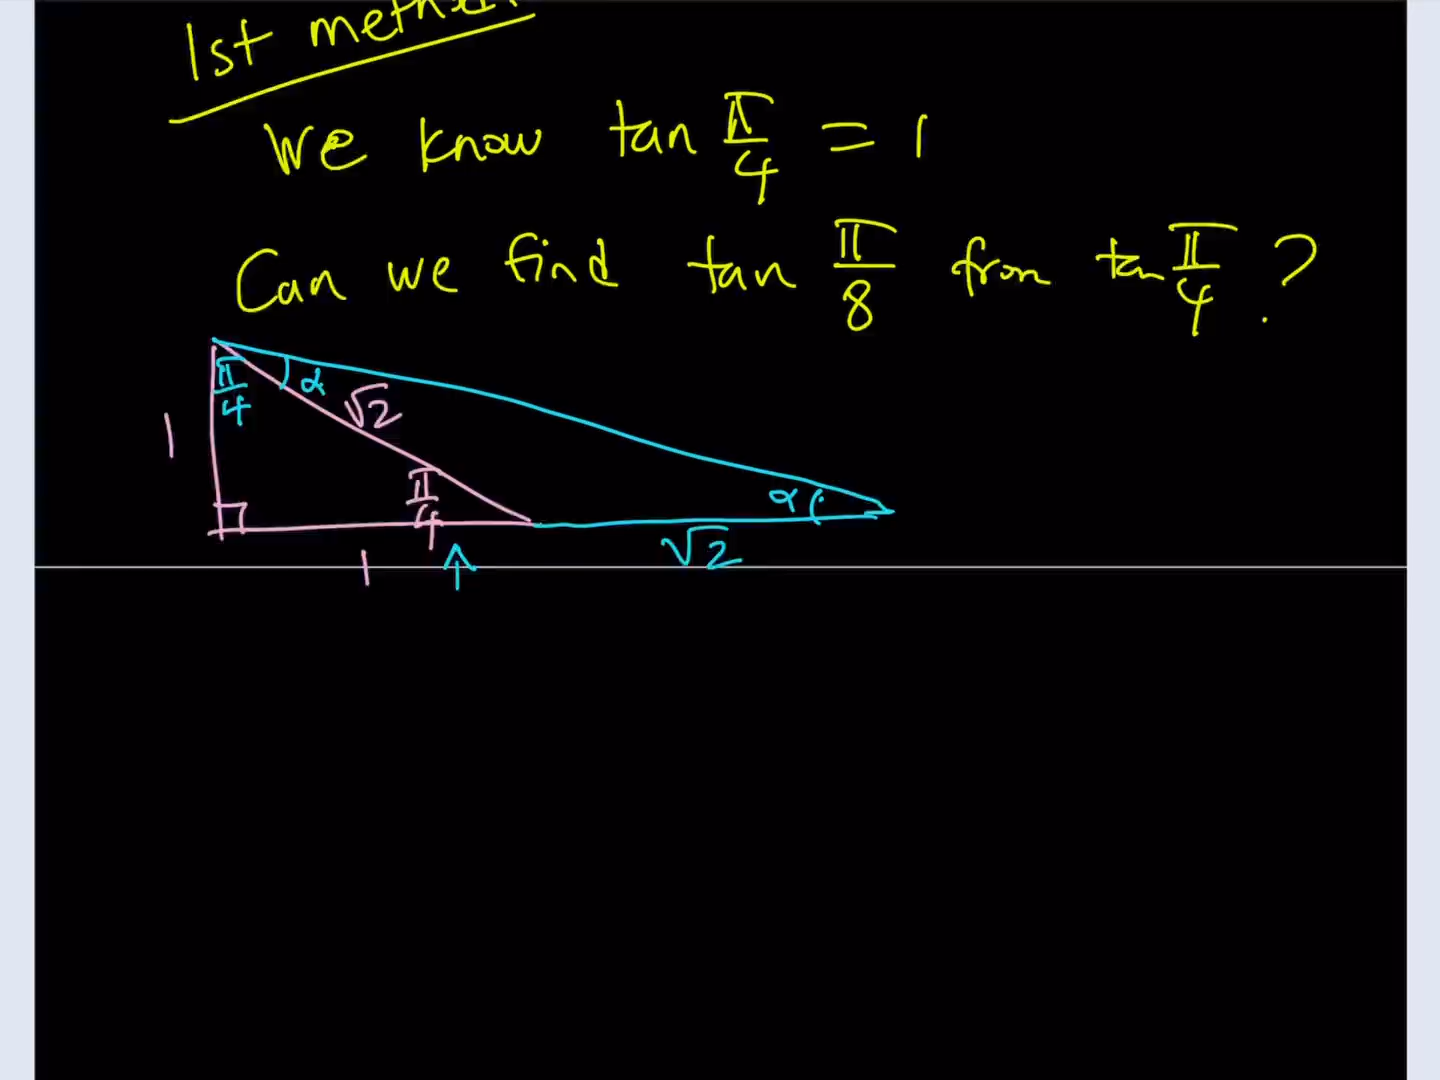 1st method
We know tan π/4 = 1
Can we find tan π/8 from tan π/4 ?
π/4
α
√2
1
π/4
α
1
√2